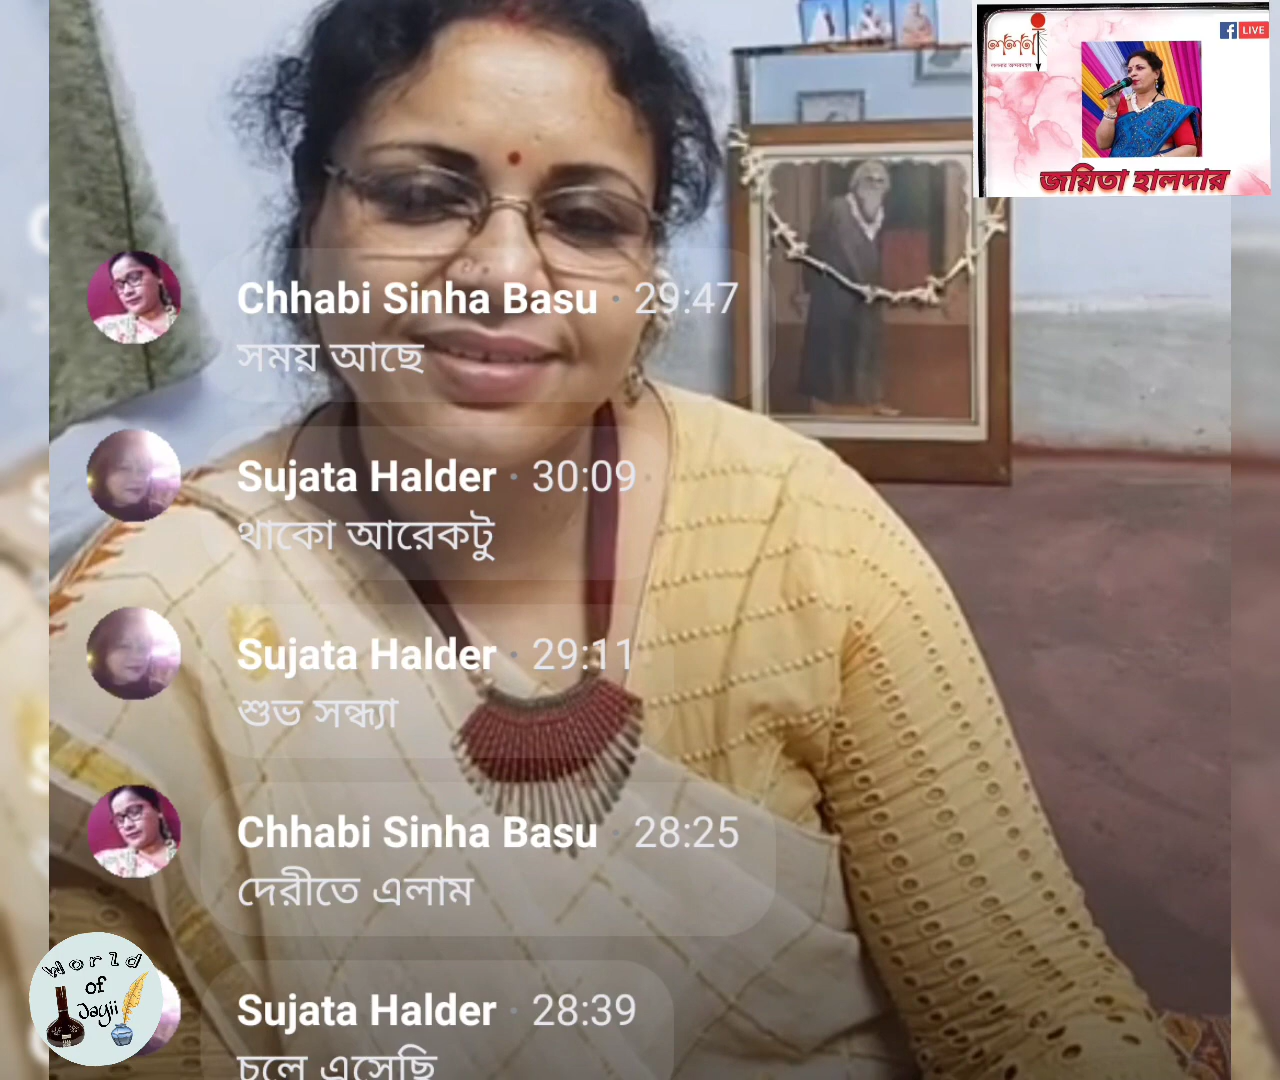 LIVE
জয়িতা হালদার
Chhabi Sinha Basu · 29:47
সময় আছে
Sujata Halder · 30:09
থাকো আরেকটু
Sujata Halder · 29:11
শুভ সন্ধ্যা
Chhabi Sinha Basu · 28:25
দেরীতে এলাম
World
of
Jayii
Sujata Halder · 28:39
চলে এসেছি